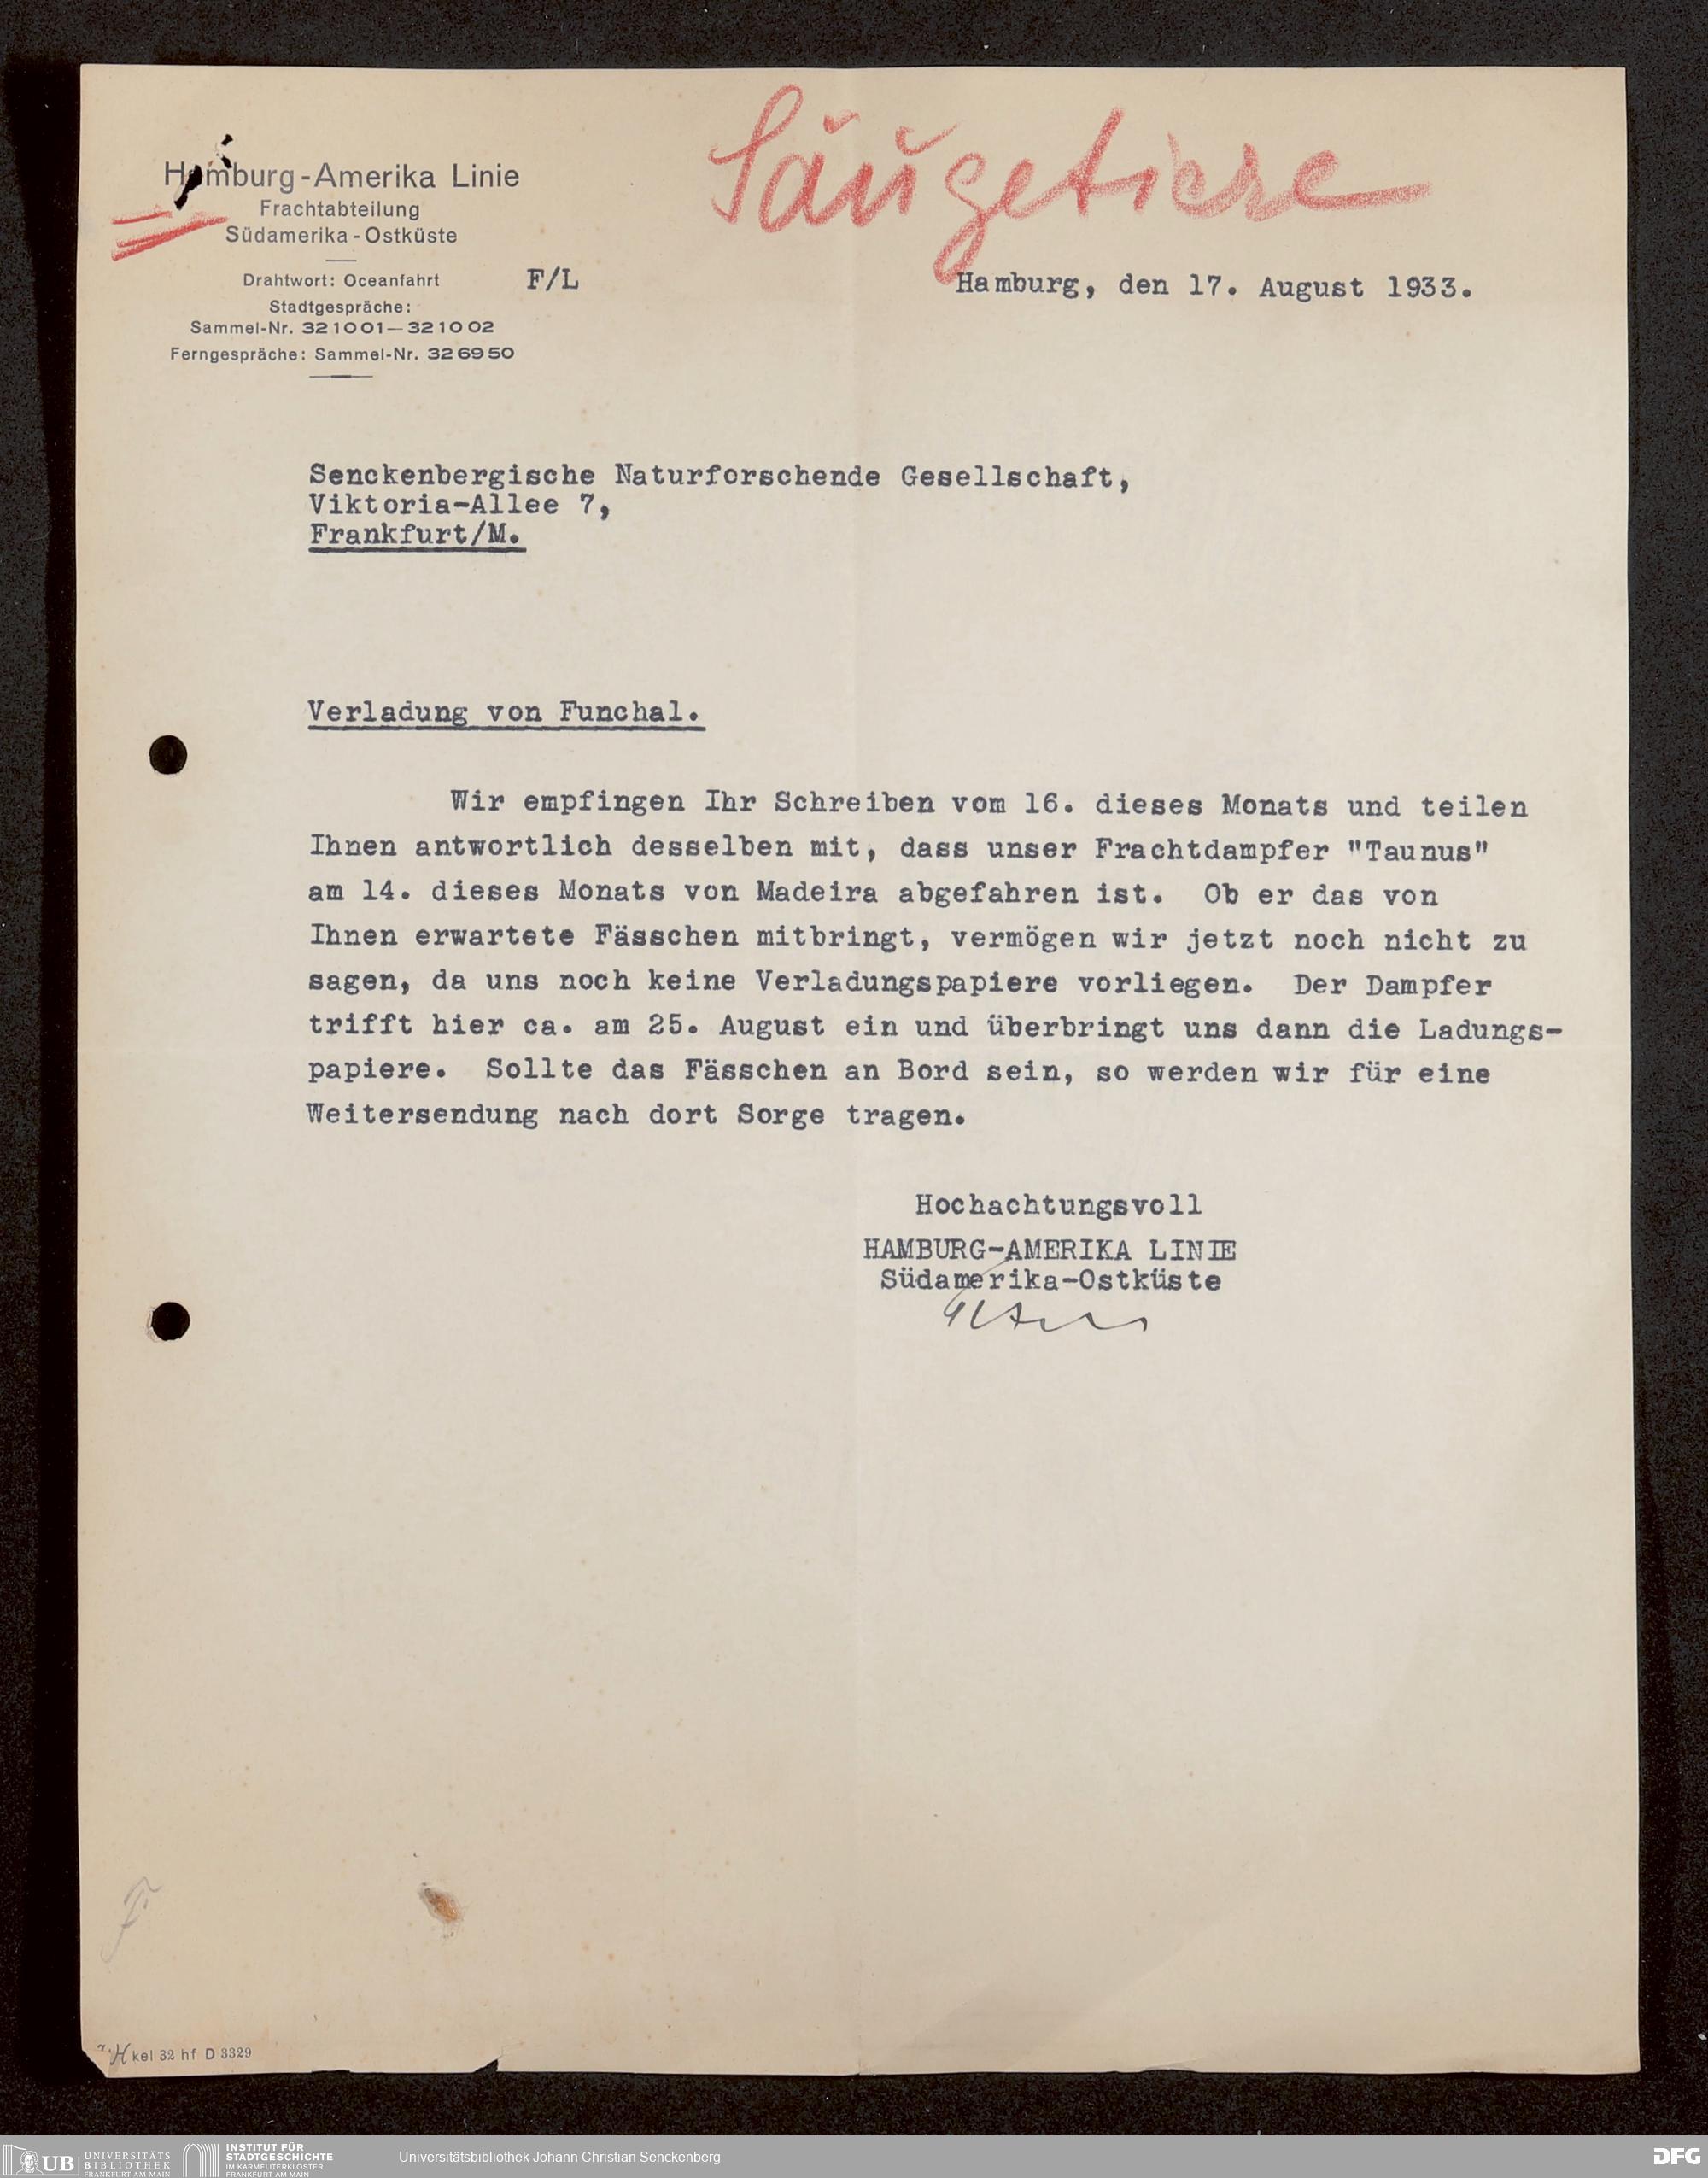 Säugetiere
Hamburg-Amerika Linie
Frachtabteilung
Südamerika-Ostküste
Drahtwort: Oceanfahrt
Stadtgespräche:
Sammel-Nr. 321001—321002
Ferngespräche: Sammel-Nr. 326950
F/L
Hamburg, den 17. August 1933.
Senckenbergische Naturforschende Gesellschaft,
Viktoria-Allee 7,
Frankfurt/M.
Verladung von Funchal.
Wir empfingen Ihr Schreiben vom 16. dieses Monats und teilen
Ihnen antwortlich desselben mit, dass unser Frachtdampfer "Taunus"
am 14. dieses Monats von Madeira abgefahren ist. Ob er das von
Ihnen erwartete Fässchen mitbringt, vermögen wir jetzt noch nicht zu
sagen, da uns noch keine Verladungspapiere vorliegen. Der Dampfer
trifft hier ca. am 25. August ein und überbringt uns dann die Ladungs-
papiere. Sollte das Fässchen an Bord sein, so werden wir für eine
Weitersendung nach dort Sorge tragen.
Hochachtungsvoll
HAMBURG-AMERIKA LINIE
Südamerika-Ostküste
F
kel 32 hf D 3329
UB UNIVERSITÄTS
BIBLIOTHEK
FRANKFURT AM MAIN
INSTITUT FÜR
STADTGESCHICHTE
IM KARMELITERKLOSTER
FRANKFURT AM MAIN
Universitätsbibliothek Johann Christian Senckenberg
DFG